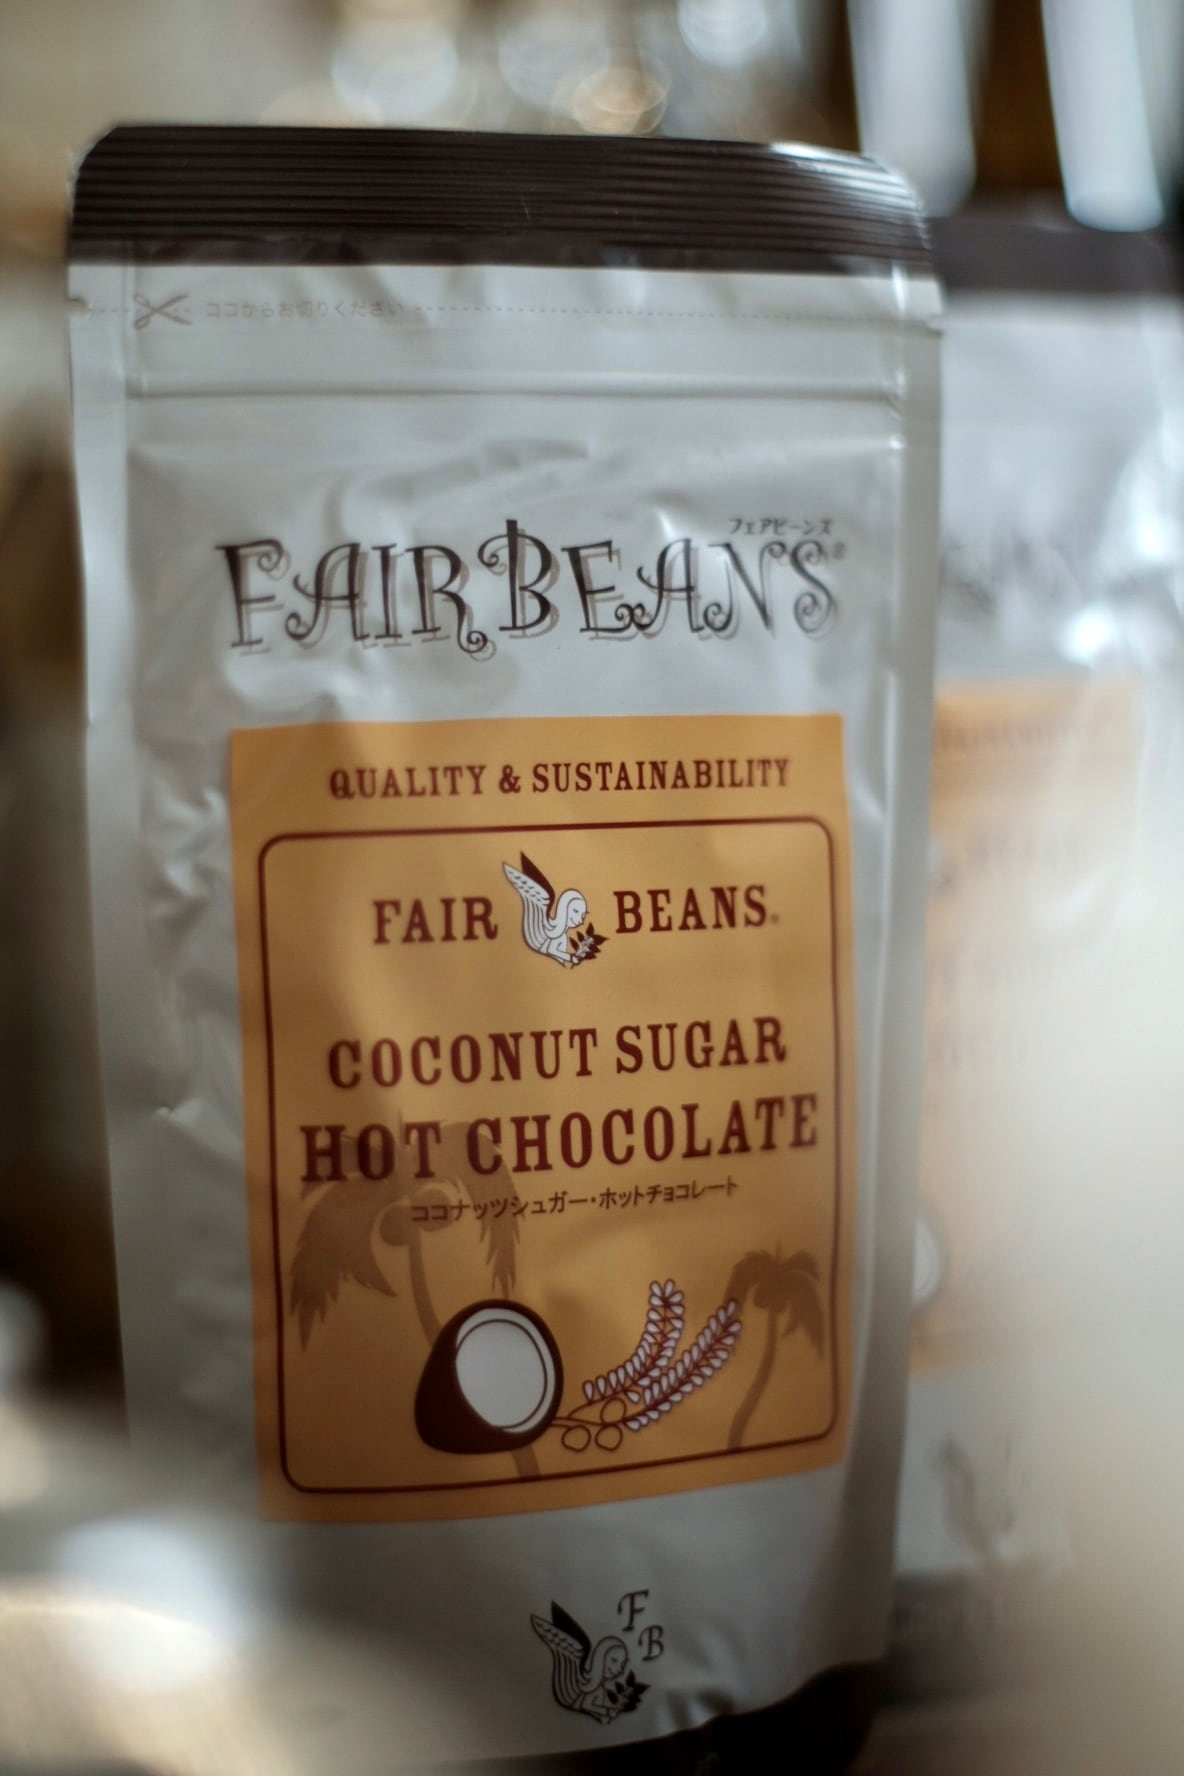 ココからお切りください
フェアビーンズ
FAIRBEANS®
QUALITY & SUSTAINABILITY
FAIR BEANS®
COCONUT SUGAR
HOT CHOCOLATE
ココナッツシュガー・ホットチョコレート
F
B